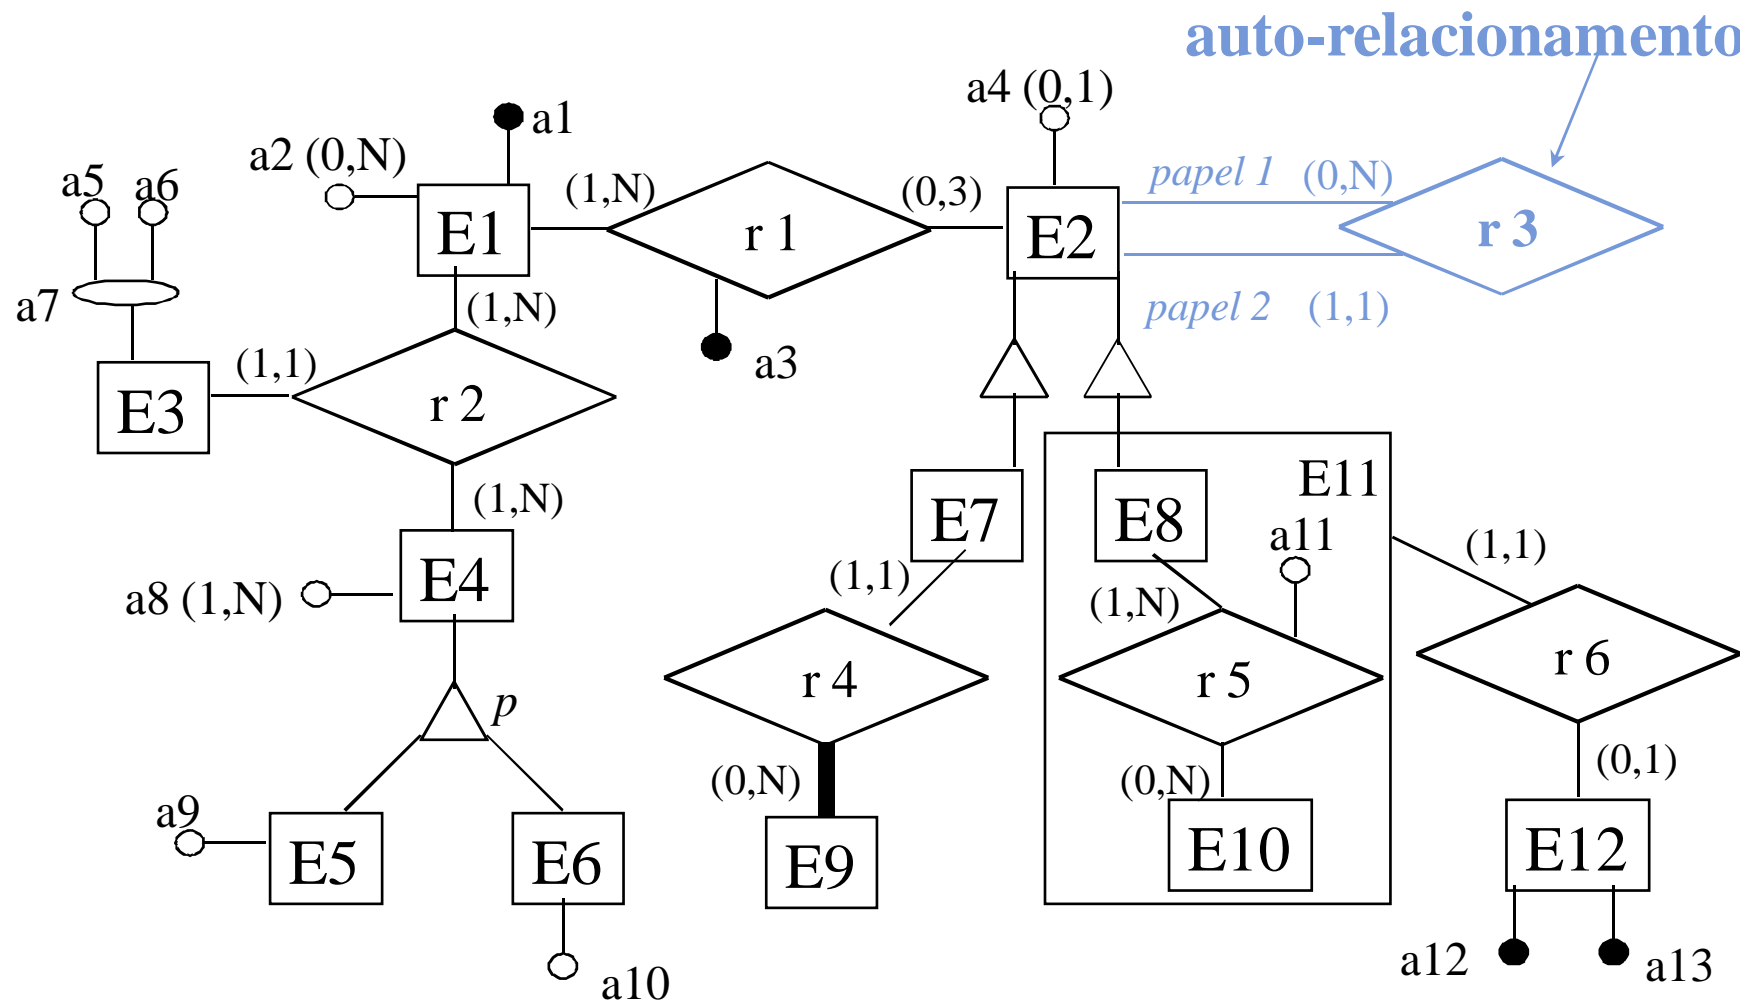 auto-relacionamento
a4 (0,1)
a1
a2 (0,N)
a5 a6
(1,N)
(0,3)
papel 1 (0,N)
E1
r 1
E2
r 3
a7
(1,N)
papel 2 (1,1)
(1,1)
a3
E3
r 2
(1,N)
E11
E7
E8
a11
(1,1)
E4
(1,1)
a8 (1,N)
(1,N)
r 4
r 5
r 6
p
(0,N)
(0,N)
(0,1)
a9
E5
E6
E9
E10
E12
a12
a13
a10